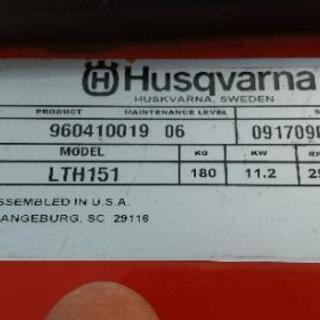 Husqvarna
HUSKVARNA, SWEDEN
PRODUCT MAINTENANCE LEVEL
960410019 06 091709
MODEL KG KW
LTH151 180 11.2
SSEMBLED IN U.S.A.
ANGEBURG, SC 29116